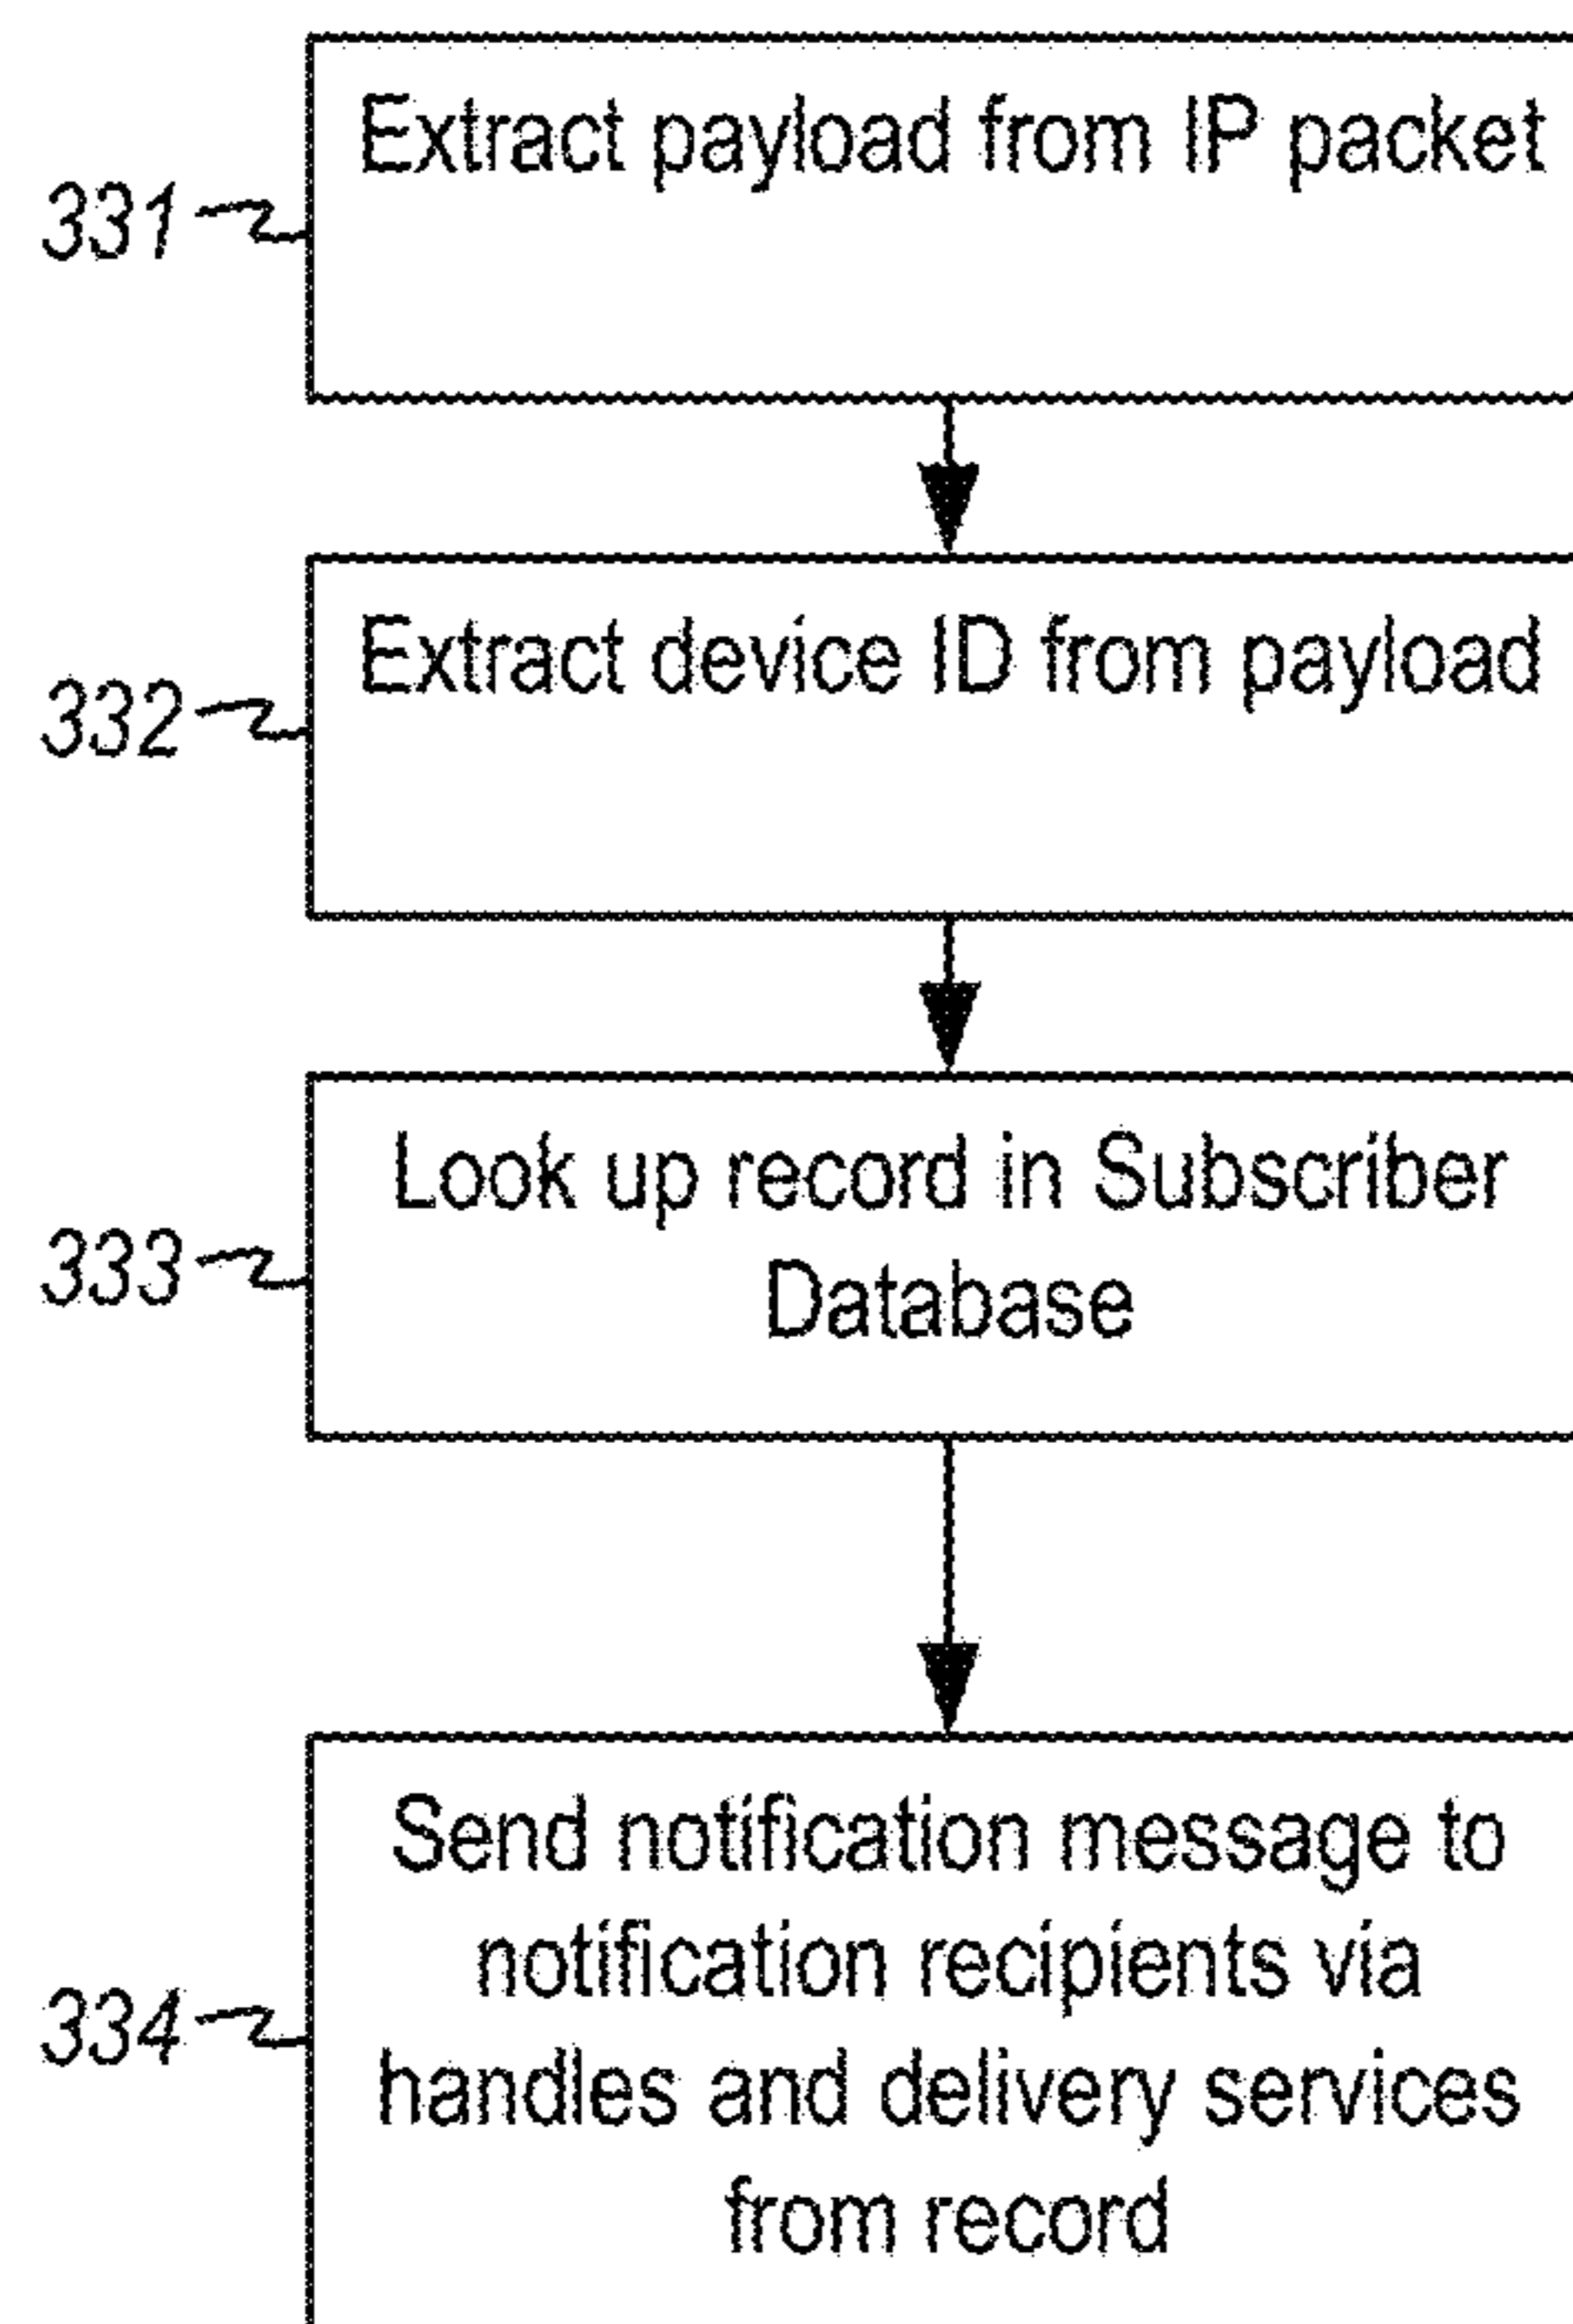 331
Extract payload from IP packet
332
Extract device ID from payload
333
Look up record in Subscriber
Database
334
Send notification message to
notification recipients via
handles and delivery services
from record